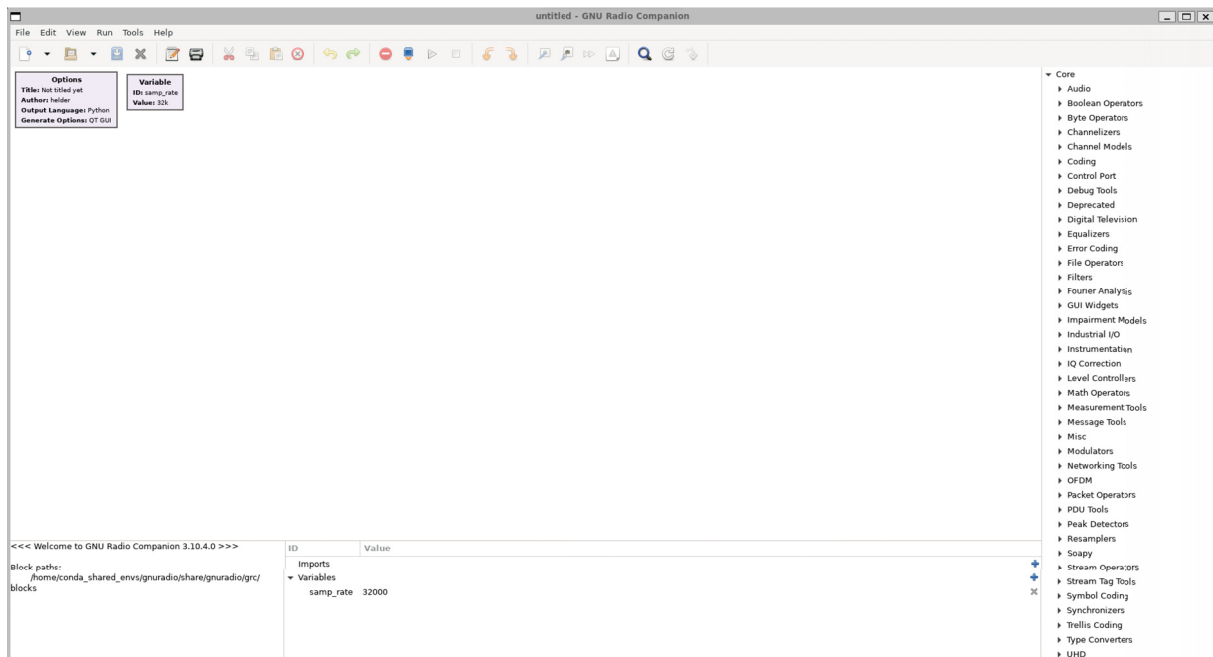 untitled - GNU Radio Companion
File Edit View Run Tools Help
Options
Title: Not titled yet
Author: helder
Output Language: Python
Generate Options: QT GUI
Variable
ID: samp_rate
Value: 32k
Core
Audio
Boolean Operators
Byte Operators
Channelizers
Channel Models
Coding
Control Port
Debug Tools
Deprecated
Digital Television
Equalizers
Error Coding
File Operators
Filters
Fourier Analysis
GUI Widgets
Impairment Models
Industrial I/O
Instrumentation
IQ Correction
Level Controllers
Math Operators
Measurement Tools
Message Tools
Misc
Modulators
Networking Tools
OFDM
Packet Operators
PDU Tools
Peak Detectors
Resamplers
Soapy
Stream Operators
Stream Tag Tools
Symbol Coding
Synchronizers
Trellis Coding
Type Converters
UHD
<<< Welcome to GNU Radio Companion 3.10.4.0 >>>
Block paths:
/home/conda_shared_envs/gnuradio/share/gnuradio/grc/
blocks
ID Value
Imports
Variables
samp_rate 32000